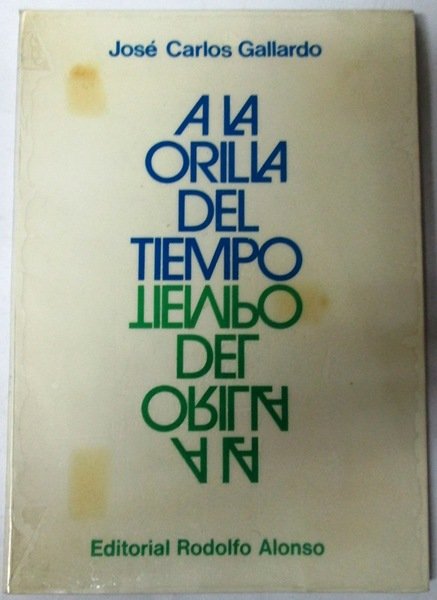 José Carlos Gallardo
A LA
ORILLA
DEL
TIEMPO
TIEMPO
DEL
ORILLA
A LA
Editorial Rodolfo Alonso